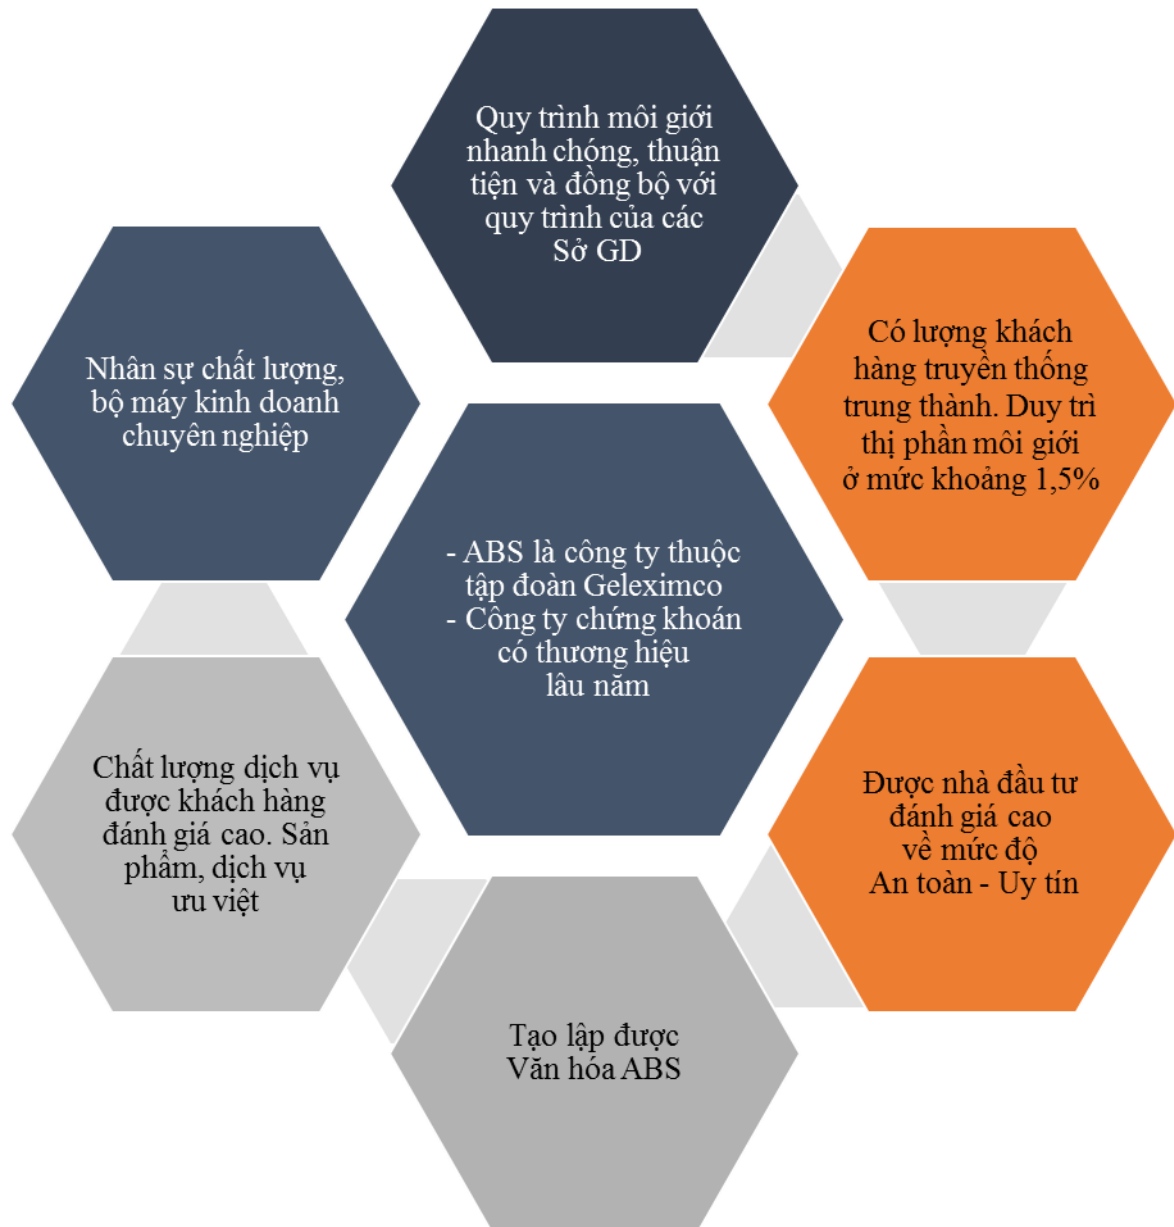 Quy trình môi giới
nhanh chóng, thuận
tiện và đồng bộ với
quy trình của các
Sở GD
Có lượng khách
hàng truyền thống
trung thành. Duy trì
thị phần môi giới
ở mức khoảng 1,5%
Được nhà đầu tư
đánh giá cao
về mức độ
An toàn - Uy tín
Tạo lập được
Văn hóa ABS
Chất lượng dịch vụ
được khách hàng
đánh giá cao. Sản
phẩm, dịch vụ
ưu việt
Nhân sự chất lượng,
bộ máy kinh doanh
chuyên nghiệp
- ABS là công ty thuộc
tập đoàn Geleximco
- Công ty chứng khoán
có thương hiệu
lâu năm